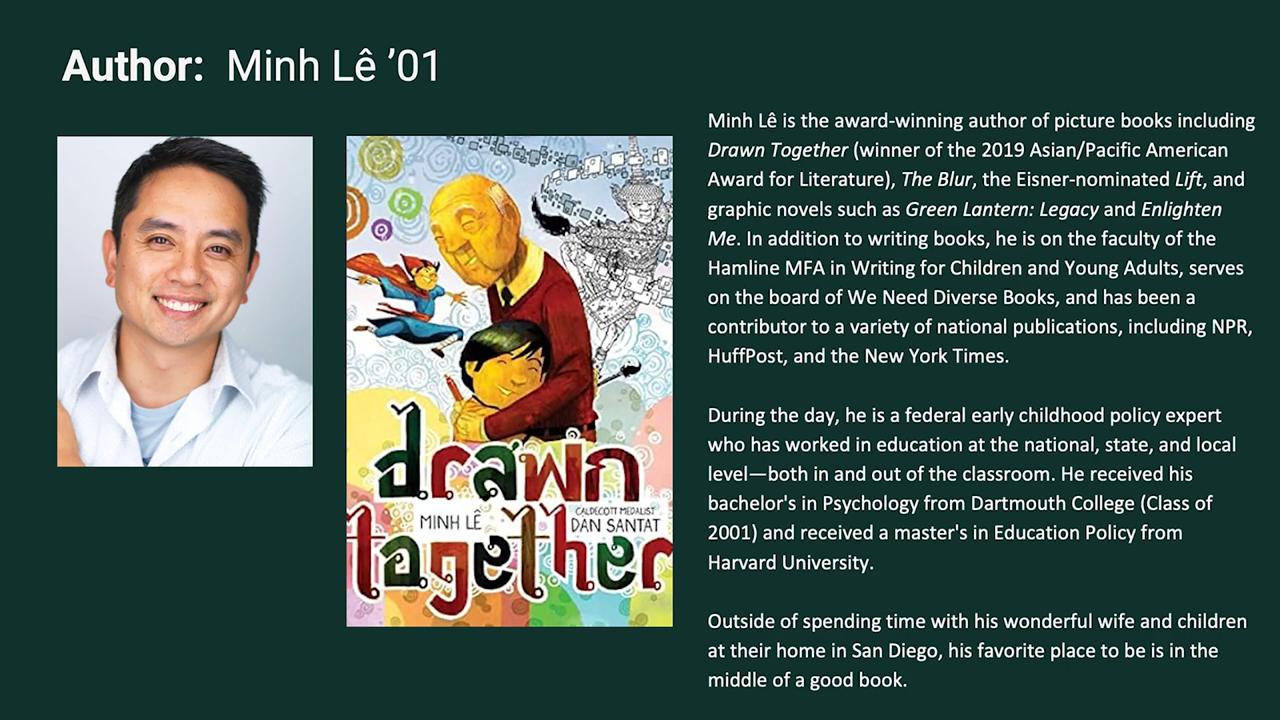 Author: Minh Lê ’01
drawn
MINH LÊ
CALDECOTT MEDALIST
DAN SANTAT
together
Minh Lê is the award-winning author of picture books including
Drawn Together (winner of the 2019 Asian/Pacific American
Award for Literature), The Blur, the Eisner-nominated Lift, and
graphic novels such as Green Lantern: Legacy and Enlighten
Me. In addition to writing books, he is on the faculty of the
Hamline MFA in Writing for Children and Young Adults, serves
on the board of We Need Diverse Books, and has been a
contributor to a variety of national publications, including NPR,
HuffPost, and the New York Times.
During the day, he is a federal early childhood policy expert
who has worked in education at the national, state, and local
level—both in and out of the classroom. He received his
bachelor's in Psychology from Dartmouth College (Class of
2001) and received a master's in Education Policy from
Harvard University.
Outside of spending time with his wonderful wife and children
at their home in San Diego, his favorite place to be is in the
middle of a good book.